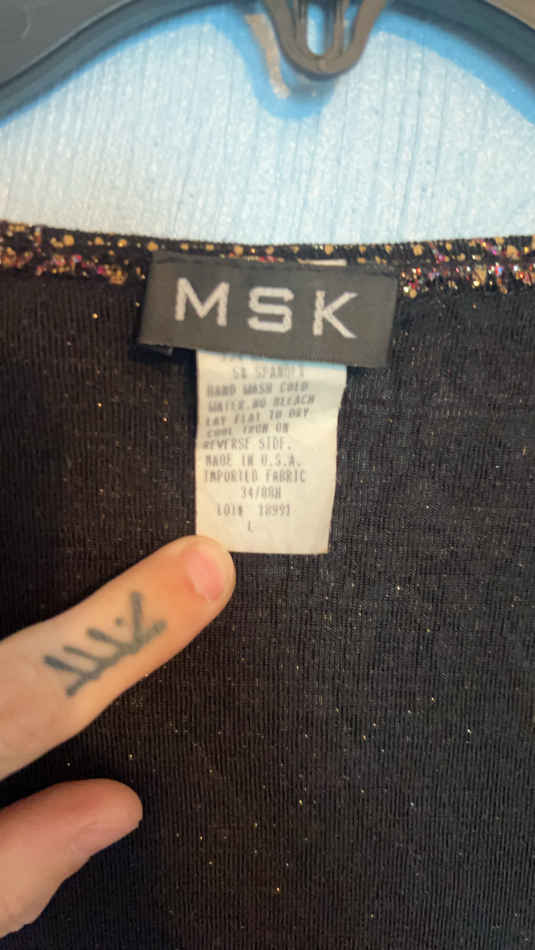 MSK
5% SPANDEX
HAND WASH COLD
WATER.NO BLEACH
LAY FLAT TO DRY
COOL IRON ON
REVERSE SIDE.
MADE IN U.S.A.
IMPORTED FABRIC
34/88H
LOT# 18991
L